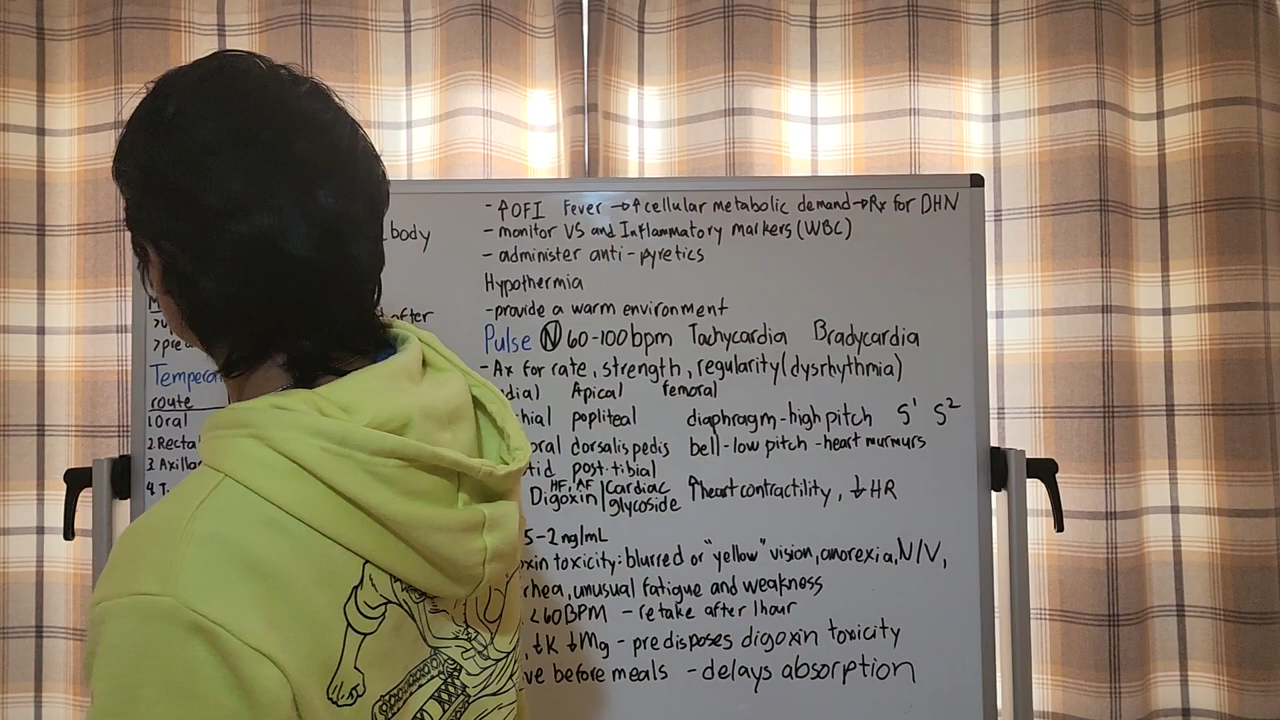 body
after
Temperat
route
1.Oral
2.Recta
3.Axilla
4.T
-↑OFI Fever →↑cellular metabolic demand→Rx for DHN
- monitor VS and Inflammatory markers (WBC)
- administer anti-pyretics
Hypothermia
-provide a warm environment
Pulse Ⓝ 60-100bpm Tachycardia Bradycardia
-Ax for rate, strength, regularity(dysrhythmia)
dial) Apical femoral
hial popliteal diaphragm-high pitch S¹ S²
oral dorsalis pedis bell-low pitch -heart murmurs
tid post.tibial
HF, AF
Digoxin | Cardiac glycoside ↑heart contractility, ↓HR
5-2ng/mL
oxin toxicity: blurred or "yellow" vision, anorexia, N/V,
rhea, unusual fatigue and weakness
<60BPM - retake after 1hour
, ↓K ↓Mg - predisposes digoxin toxicity
ve before meals - delays absorption